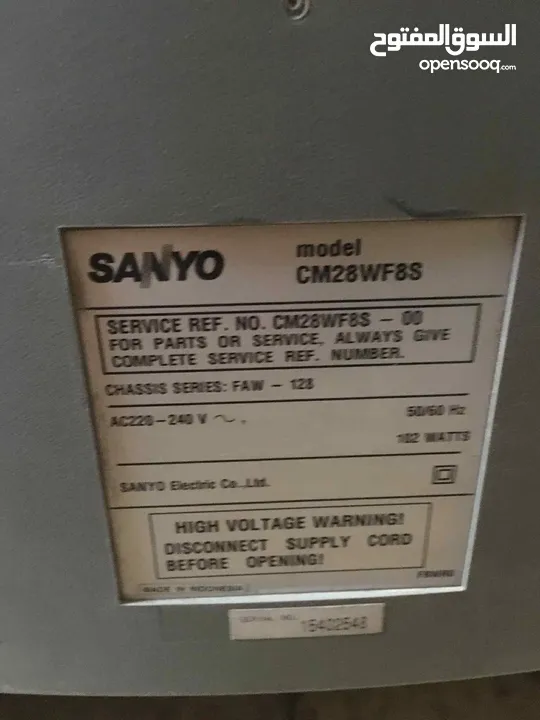 السوق المفتوح
opensooq.com
SANYO
model
CM28WF8S
SERVICE REF. NO. CM28WF8S - 00
FOR PARTS OR SERVICE, ALWAYS GIVE
COMPLETE SERVICE REF. NUMBER.
CHASSIS SERIES: FAW - 128
AC220-240 V ~ . 50/60 Hz
102 WATTS
SANYO Electric Co.,Ltd.
HIGH VOLTAGE WARNING!
DISCONNECT SUPPLY CORD
BEFORE OPENING!
MADE IN INDONESIA
SERIAL NO.
15402548